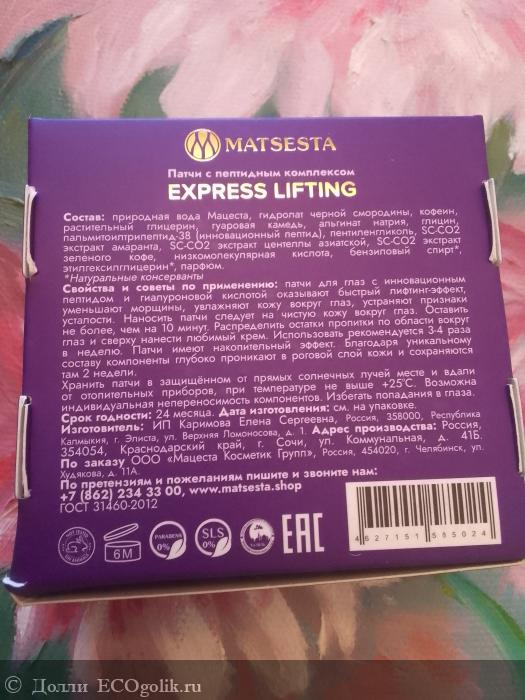 MATSESTA
Патчи с пептидным комплексом
EXPRESS LIFTING
Состав: природная вода Мацеста, гидролат черной смородины, кофеин,
растительный глицерин, гуаровая камедь, альгинат натрия, глицин,
пальмитоилтрипептид-38 (инновационный пептид), пентиленгликоль, SC-CO2
экстракт амаранта, SC-CO2 экстракт центеллы азиатской, SC-CO2 экстракт
зеленого кофе, низкомолекулярная кислота, бензиловый спирт*,
этилгексилглицерин*, парфюм.
*Натуральные консерванты
Свойства и советы по применению: патчи для глаз с инновационным
пептидом и гиалуроновой кислотой оказывают быстрый лифтинг-эффект,
уменьшают морщины, увлажняют кожу вокруг глаз, устраняют признаки
усталости. Наносить патчи следует на чистую кожу вокруг глаз. Оставить
не более, чем на 10 минут. Распределить остатки пропитки по области вокруг
глаз и сверху нанести любимый крем. Использовать рекомендуется 3-4 раза
в неделю. Патчи имеют накопительный эффект. Благодаря уникальному
составу компоненты глубоко проникают в роговой слой кожи и сохраняются
там 2 недели.
Хранить патчи в защищённом от прямых солнечных лучей месте и вдали
от отопительных приборов, при температуре не выше +25°С. Возможна
индивидуальная непереносимость компонентов. Избегать попадания в глаза.
Срок годности: 24 месяца. Дата изготовления: см. на упаковке.
Изготовитель: ИП Каримова Елена Сергеевна, Россия, 358000, Республика
Калмыкия, г. Элиста, ул. Верхняя Ломоносова, д. 1. Адрес производства: Россия,
354054, Краснодарский край, г. Сочи, ул. Коммунальная, д. 41Б.
По заказу ООО «Мацеста Косметик Групп», Россия, 454020, г. Челябинск, ул.
Худякова, д. 11А.
По претензиям и пожеланиям пишите и звоните нам:
+7 (862) 234 33 00, www.matsesta.shop
ГОСТ 31460-2012
6M
PARABENS
0%
SLS
0%
EAC
4627151585024
© Долли ECOgolik.ru